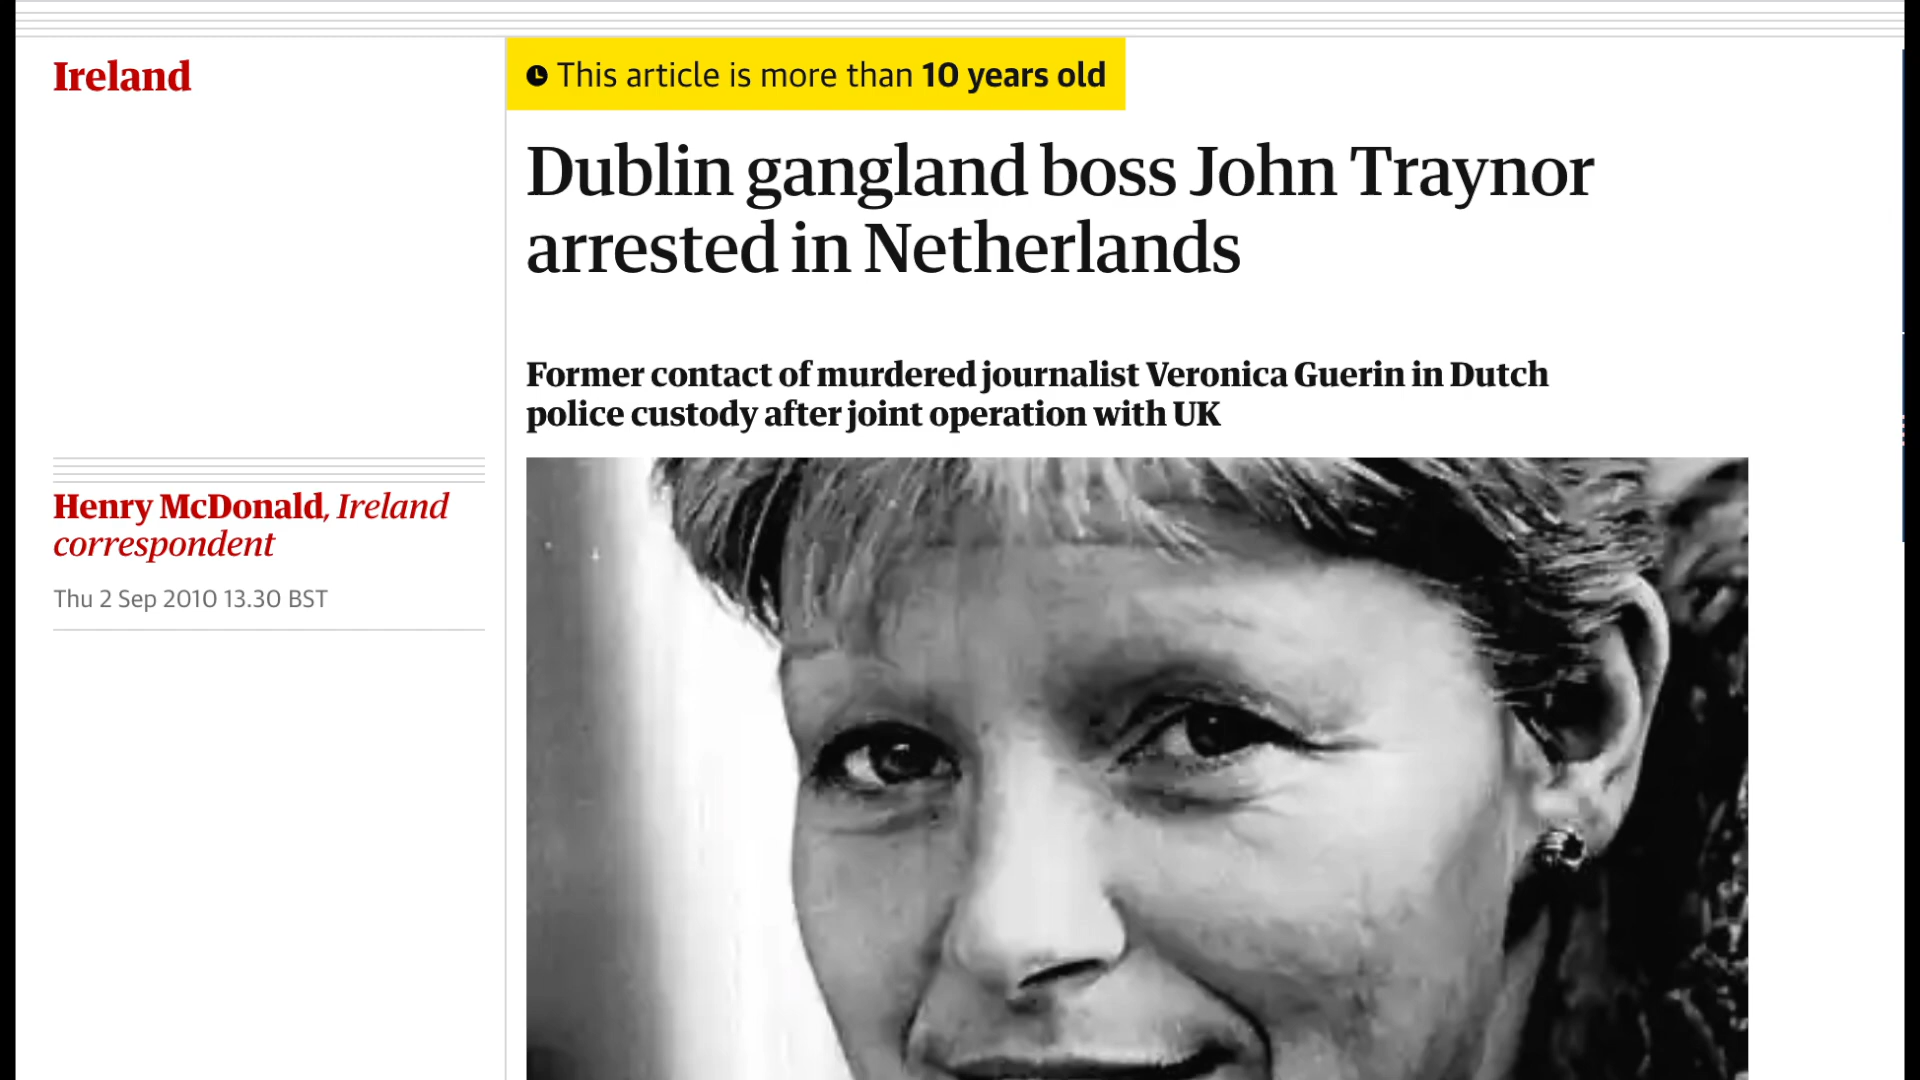 Ireland
This article is more than 10 years old
Dublin gangland boss John Traynor
arrested in Netherlands
Former contact of murdered journalist Veronica Guerin in Dutch
police custody after joint operation with UK
Henry McDonald, Ireland
correspondent
Thu 2 Sep 2010 13.30 BST